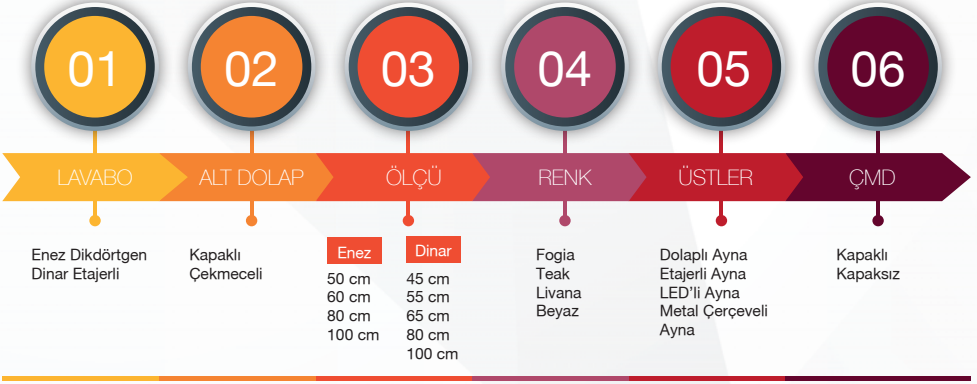 01
02
03
04
05
06
LAVABO
ALT DOLAP
ÖLÇÜ
RENK
ÜSTLER
ÇMD
Enez Dikdörtgen
Dinar Etajerli
Kapaklı
Çekmeceli
Enez
50 cm
60 cm
80 cm
100 cm
Dinar
45 cm
55 cm
65 cm
80 cm
100 cm
Fogia
Teak
Livana
Beyaz
Dolaplı Ayna
Etajerli Ayna
LED'li Ayna
Metal Çerçeveli
Ayna
Kapaklı
Kapaksız